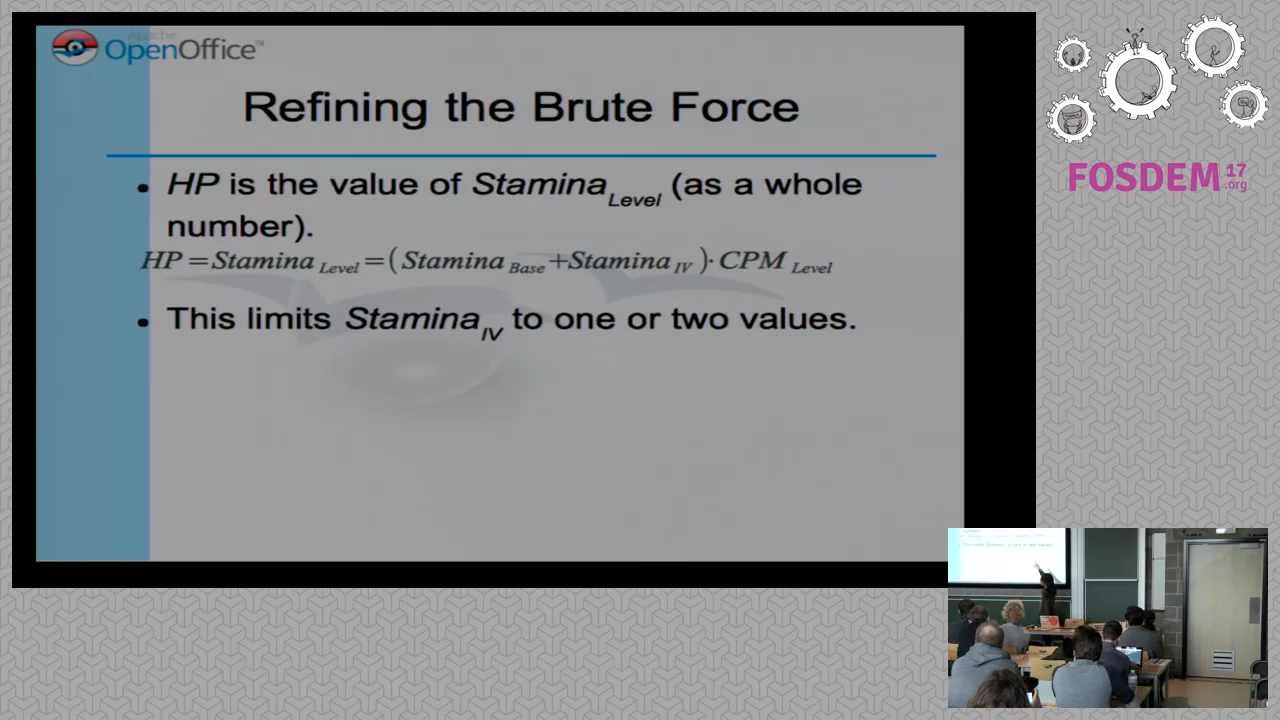 Apache
OpenOffice™
Refining the Brute Force
• HP is the value of Stamina Level (as a whole
number).
HP = Stamina Level = ( Stamina Base + Stamina IV ) · CPM Level
• This limits Stamina IV to one or two values.
FOSDEM 17
.org